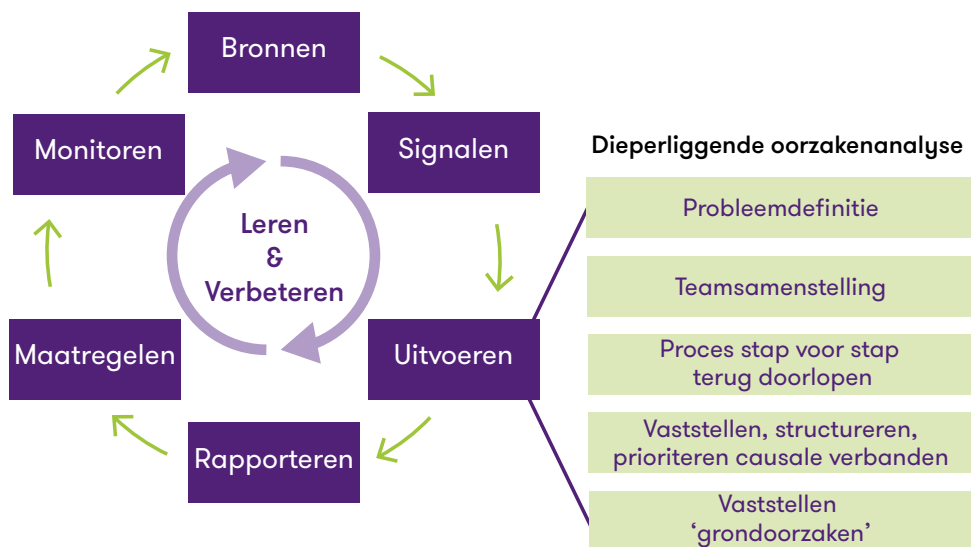 Bronnen
Signalen
Uitvoeren
Rapporteren
Maatregelen
Monitoren
Leren
&
Verbeteren
Dieperliggende oorzakenanalyse
Probleemdefinitie
Teamsamenstelling
Proces stap voor stap
terug doorlopen
Vaststellen, structureren,
prioriteren causale verbanden
Vaststellen
‘grondoorzaken’